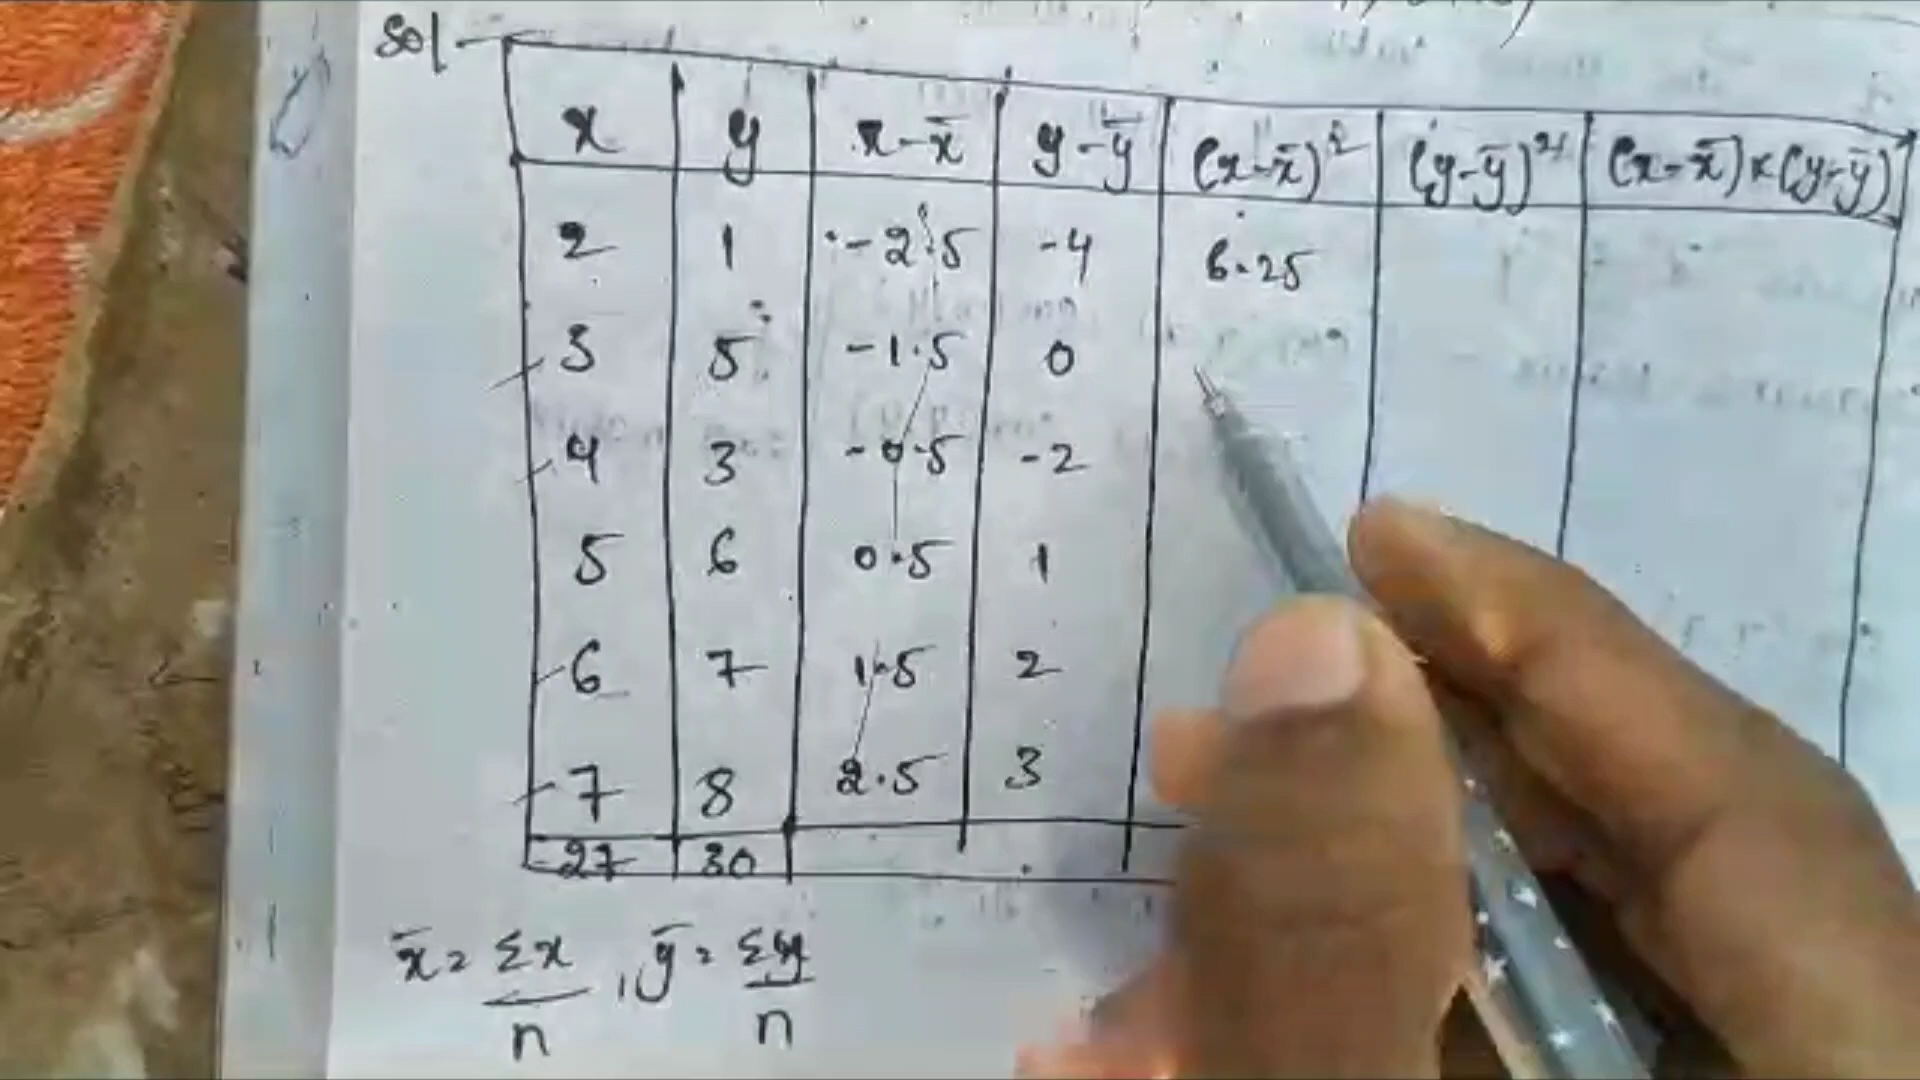 Sol
x y x-x̄ y-ȳ (x-x̄)² (y-ȳ)² (x-x̄)×(y-ȳ)
2 1 -2.5 -4 6.25
3 5 -1.5 0
4 3 -0.5 -2
5 6 0.5 1
6 7 1.5 2
7 8 2.5 3
27 30
x̄ = Σx/n , ȳ = Σy/n